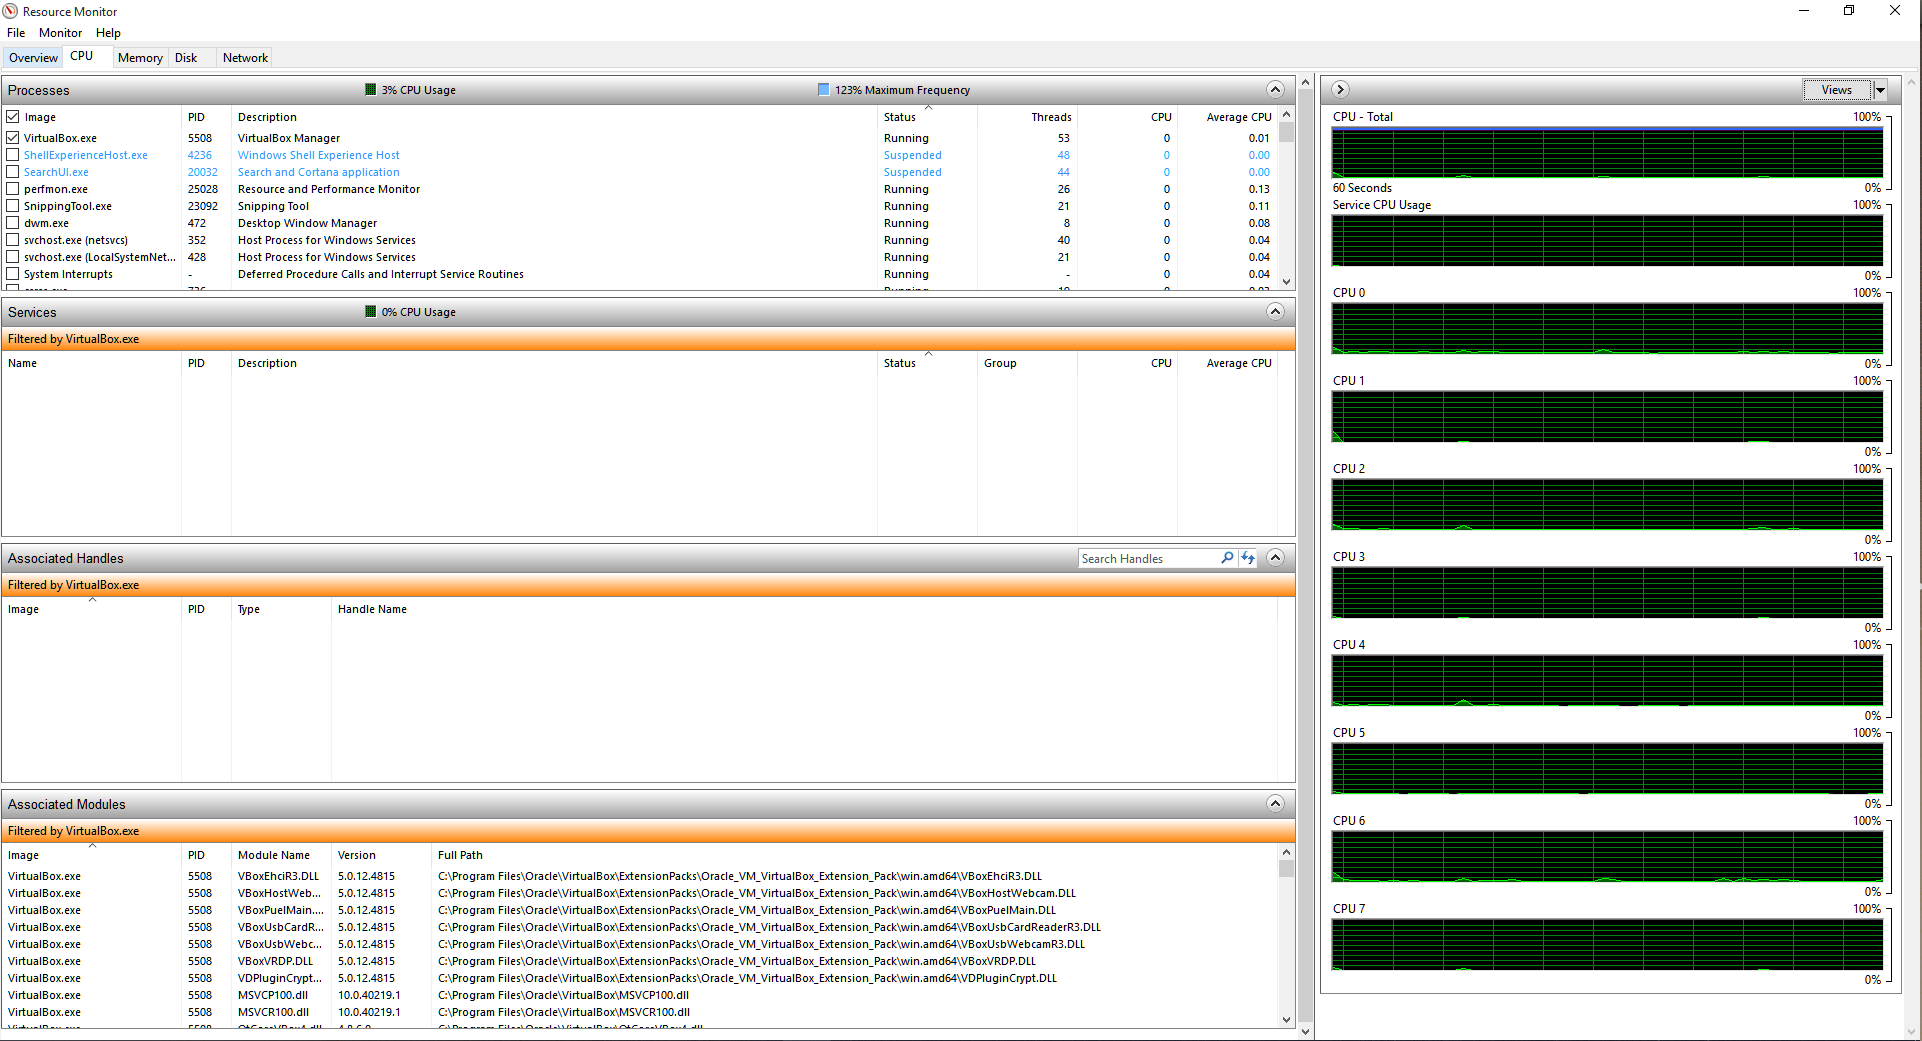 Resource Monitor
File Monitor Help
Overview CPU Memory Disk Network
Processes 3% CPU Usage 123% Maximum Frequency
Image PID Description Status Threads CPU Average CPU
VirtualBox.exe 5508 VirtualBox Manager Running 53 0 0.01
ShellExperienceHost.exe 4236 Windows Shell Experience Host Suspended 48 0 0.00
SearchUI.exe 20032 Search and Cortana application Suspended 44 0 0.00
perfmon.exe 25028 Resource and Performance Monitor Running 26 0 0.13
SnippingTool.exe 23092 Snipping Tool Running 21 0 0.11
dwm.exe 472 Desktop Window Manager Running 8 0 0.08
svchost.exe (netsvcs) 352 Host Process for Windows Services Running 40 0 0.04
svchost.exe (LocalSystemNet... 428 Host Process for Windows Services Running 21 0 0.04
System Interrupts - Deferred Procedure Calls and Interrupt Service Routines Running - 0 0.04
Services 0% CPU Usage
Filtered by VirtualBox.exe
Name PID Description Status Group CPU Average CPU
Associated Handles Search Handles
Filtered by VirtualBox.exe
Image PID Type Handle Name
Associated Modules
Filtered by VirtualBox.exe
Image PID Module Name Version Full Path
VirtualBox.exe 5508 VBoxEhciR3.DLL 5.0.12.4815 C:\Program Files\Oracle\VirtualBox\ExtensionPacks\Oracle_VM_VirtualBox_Extension_Pack\win.amd64\VBoxEhciR3.DLL
VirtualBox.exe 5508 VBoxHostWeb... 5.0.12.4815 C:\Program Files\Oracle\VirtualBox\ExtensionPacks\Oracle_VM_VirtualBox_Extension_Pack\win.amd64\VBoxHostWebcam.DLL
VirtualBox.exe 5508 VBoxPuelMain.... 5.0.12.4815 C:\Program Files\Oracle\VirtualBox\ExtensionPacks\Oracle_VM_VirtualBox_Extension_Pack\win.amd64\VBoxPuelMain.DLL
VirtualBox.exe 5508 VBoxUsbCardR... 5.0.12.4815 C:\Program Files\Oracle\VirtualBox\ExtensionPacks\Oracle_VM_VirtualBox_Extension_Pack\win.amd64\VBoxUsbCardReaderR3.DLL
VirtualBox.exe 5508 VBoxUsbWebc... 5.0.12.4815 C:\Program Files\Oracle\VirtualBox\ExtensionPacks\Oracle_VM_VirtualBox_Extension_Pack\win.amd64\VBoxUsbWebcamR3.DLL
VirtualBox.exe 5508 VBoxVRDP.DLL 5.0.12.4815 C:\Program Files\Oracle\VirtualBox\ExtensionPacks\Oracle_VM_VirtualBox_Extension_Pack\win.amd64\VBoxVRDP.DLL
VirtualBox.exe 5508 VDPluginCrypt... 5.0.12.4815 C:\Program Files\Oracle\VirtualBox\ExtensionPacks\Oracle_VM_VirtualBox_Extension_Pack\win.amd64\VDPluginCrypt.DLL
VirtualBox.exe 5508 MSVCP100.dll 10.0.40219.1 C:\Program Files\Oracle\VirtualBox\MSVCP100.dll
VirtualBox.exe 5508 MSVCR100.dll 10.0.40219.1 C:\Program Files\Oracle\VirtualBox\MSVCR100.dll
Views
CPU - Total 100%
60 Seconds 0%
Service CPU Usage 100%
0%
CPU 0 100%
0%
CPU 1 100%
0%
CPU 2 100%
0%
CPU 3 100%
0%
CPU 4 100%
0%
CPU 5 100%
0%
CPU 6 100%
0%
CPU 7 100%
0%